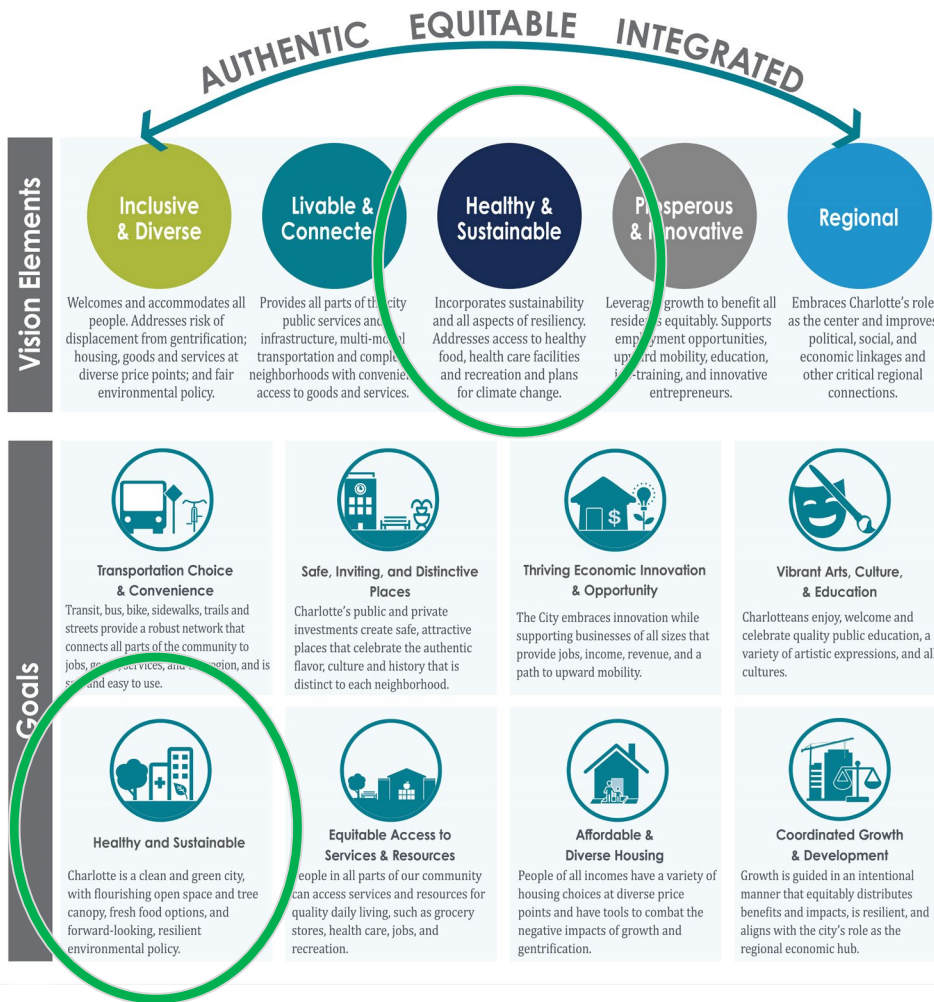 AUTHENTIC EQUITABLE INTEGRATED
Vision Elements
Inclusive
& Diverse
Welcomes and accommodates all
people. Addresses risk of
displacement from gentrification;
housing, goods and services at
diverse price points; and fair
environmental policy.
Livable &
Connected
Provides all parts of the city
public services and
infrastructure, multi-modal
transportation and complete
neighborhoods with convenient
access to goods and services.
Healthy &
Sustainable
Incorporates sustainability
and all aspects of resiliency.
Addresses access to healthy
food, health care facilities
and recreation and plans
for climate change.
Prosperous
& Innovative
Leverages growth to benefit all
residents equitably. Supports
employment opportunities,
upward mobility, education,
job-training, and innovative
entrepreneurs.
Regional
Embraces Charlotte's role
as the center and improves
political, social, and
economic linkages and
other critical regional
connections.
Goals
Transportation Choice
& Convenience
Transit, bus, bike, sidewalks, trails and
streets provide a robust network that
connects all parts of the community to
jobs, goods, services, and the region, and is
safe and easy to use.
Safe, Inviting, and Distinctive
Places
Charlotte's public and private
investments create safe, attractive
places that celebrate the authentic
flavor, culture and history that is
distinct to each neighborhood.
$
Thriving Economic Innovation
& Opportunity
The City embraces innovation while
supporting businesses of all sizes that
provide jobs, income, revenue, and a
path to upward mobility.
Vibrant Arts, Culture,
& Education
Charlotteans enjoy, welcome and
celebrate quality public education, a
variety of artistic expressions, and all
cultures.
Healthy and Sustainable
Charlotte is a clean and green city,
with flourishing open space and tree
canopy, fresh food options, and
forward-looking, resilient
environmental policy.
Equitable Access to
Services & Resources
People in all parts of our community
can access services and resources for
quality daily living, such as grocery
stores, health care, jobs, and
recreation.
Affordable &
Diverse Housing
People of all incomes have a variety of
housing choices at diverse price
points and have tools to combat the
negative impacts of growth and
gentrification.
Coordinated Growth
& Development
Growth is guided in an intentional
manner that equitably distributes
benefits and impacts, is resilient, and
aligns with the city's role as the
regional economic hub.